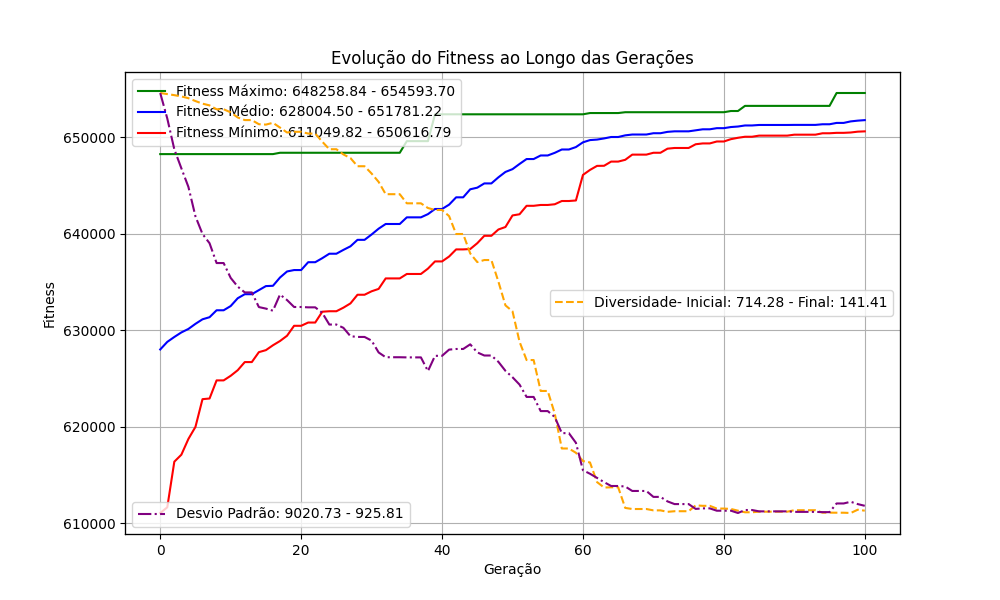 Evolução do Fitness ao Longo das Gerações
Fitness Máximo: 648258.84 - 654593.70
Fitness Médio: 628004.50 - 651781.22
Fitness Mínimo: 611049.82 - 650616.79
Diversidade- Inicial: 714.28 - Final: 141.41
Desvio Padrão: 9020.73 - 925.81
Fitness
650000
640000
630000
620000
610000
0 20 40 60 80 100
Geração